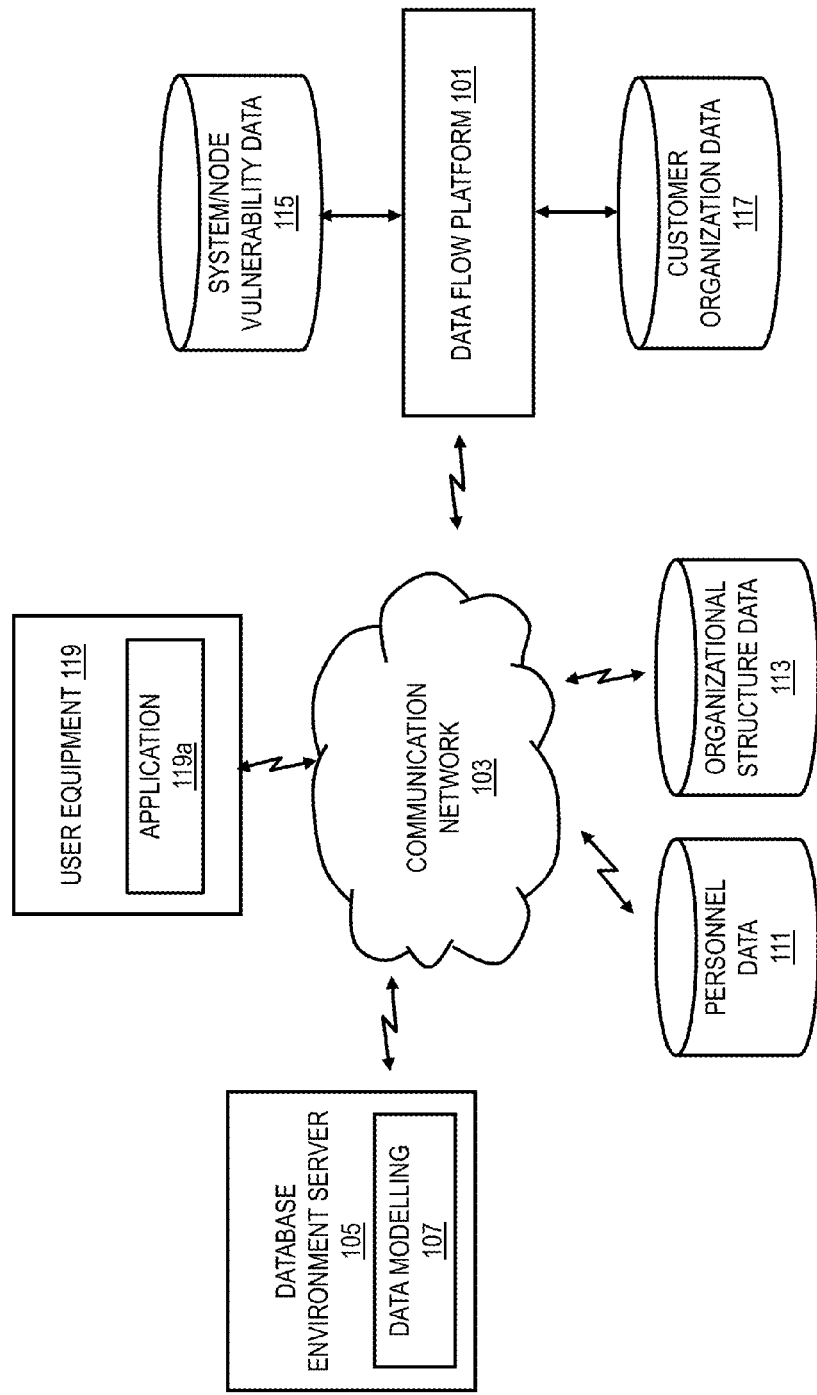 USER EQUIPMENT 119
APPLICATION
119a
SYSTEM/NODE
VULNERABILITY DATA
115
DATABASE
ENVIRONMENT SERVER
105
DATA MODELLING
107
COMMUNICATION
NETWORK
103
DATA FLOW PLATFORM 101
PERSONNEL
DATA
111
ORGANIZATIONAL
STRUCTURE DATA
113
CUSTOMER
ORGANIZATION DATA
117